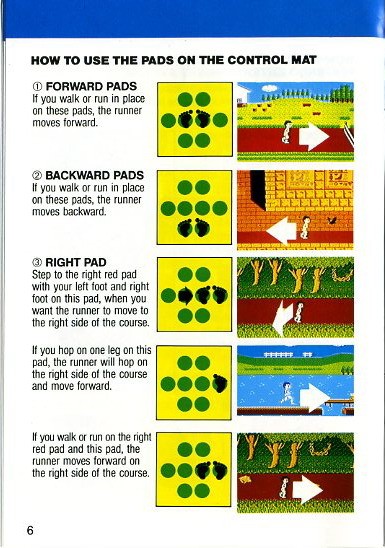 HOW TO USE THE PADS ON THE CONTROL MAT
① FORWARD PADS
If you walk or run in place
on these pads, the runner
moves forward.
② BACKWARD PADS
If you walk or run in place
on these pads, the runner
moves backward.
③ RIGHT PAD
Step to the right red pad
with your left foot and right
foot on this pad, when you
want the runner to move to
the right side of the course.
If you hop on one leg on this
pad, the runner will hop on
the right side of the course
and move forward.
If you walk or run on the right
red pad and this pad, the
runner moves forward on
the right side of the course.
6